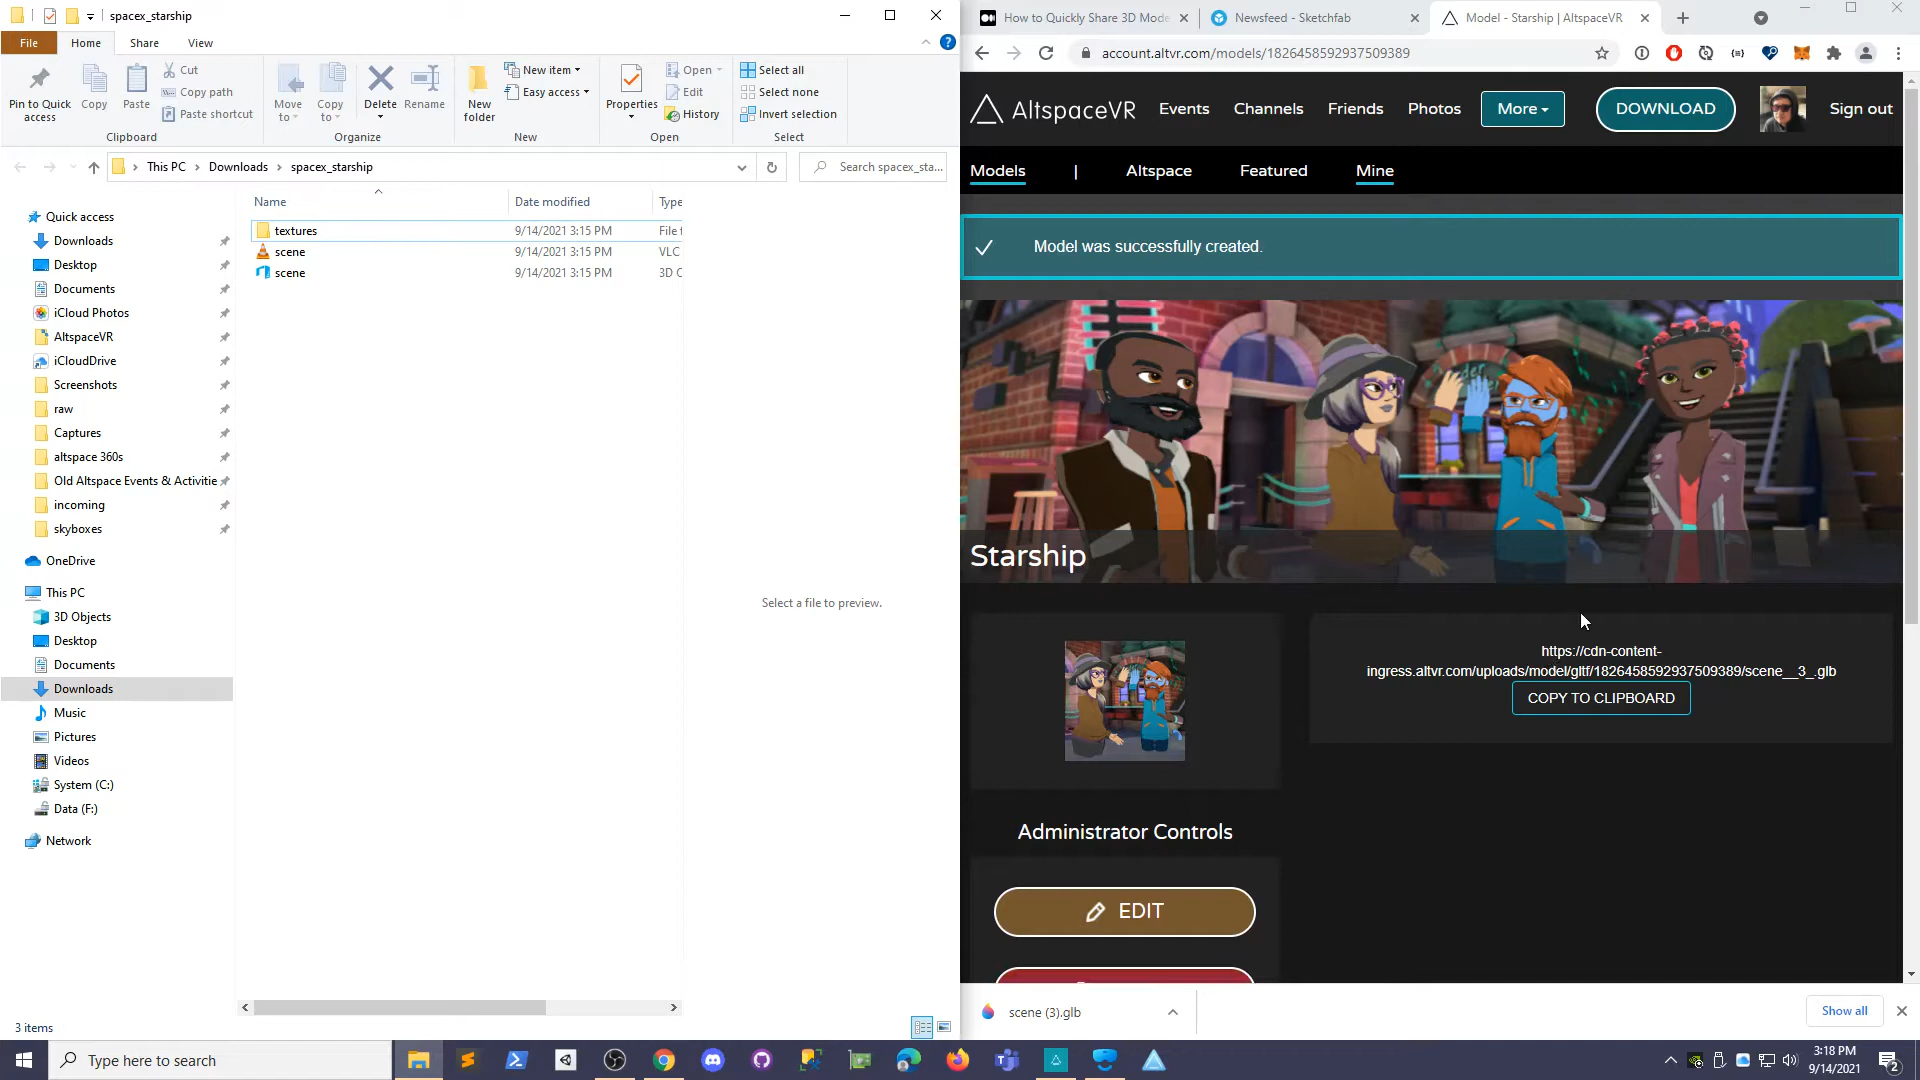 spacex_starship
File
Home
Share
View
Pin to Quick access
Copy
Paste
Cut
Copy path
Paste shortcut
Clipboard
Move to
Copy to
Delete
Rename
Organize
New folder
New item
Easy access
New
Properties
Open
Edit
History
Open
Select all
Select none
Invert selection
Select
This PC
Downloads
spacex_starship
Search spacex_sta...
Name
Date modified
Type
textures
9/14/2021 3:15 PM
File f
scene
9/14/2021 3:15 PM
VLC
scene
9/14/2021 3:15 PM
3D O
Quick access
Downloads
Desktop
Documents
iCloud Photos
AltspaceVR
iCloudDrive
Screenshots
raw
Captures
altspace 360s
Old Altspace Events & Activitie
incoming
skyboxes
OneDrive
This PC
3D Objects
Desktop
Documents
Downloads
Music
Pictures
Videos
System (C:)
Data (F:)
Network
Select a file to preview.
3 items
How to Quickly Share 3D Mode
Newsfeed - Sketchfab
Model - Starship | AltspaceVR
account.altvr.com/models/1826458592937509389
AltspaceVR
Events
Channels
Friends
Photos
More
DOWNLOAD
Sign out
Models
|
Altspace
Featured
Mine
Model was successfully created.
Starship
https://cdn-content-
ingress.altvr.com/uploads/model/gltf/1826458592937509389/scene__3_.glb
COPY TO CLIPBOARD
Administrator Controls
EDIT
scene (3).glb
Show all
Type here to search
3:18 PM
9/14/2021
2